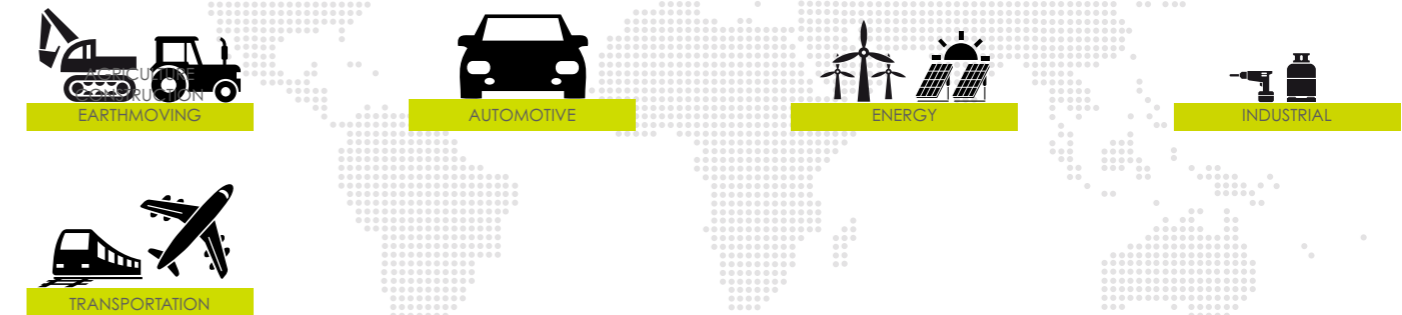 AGRICULTURE
CONSTRUCTION
EARTHMOVING
AUTOMOTIVE
ENERGY
INDUSTRIAL
TRANSPORTATION